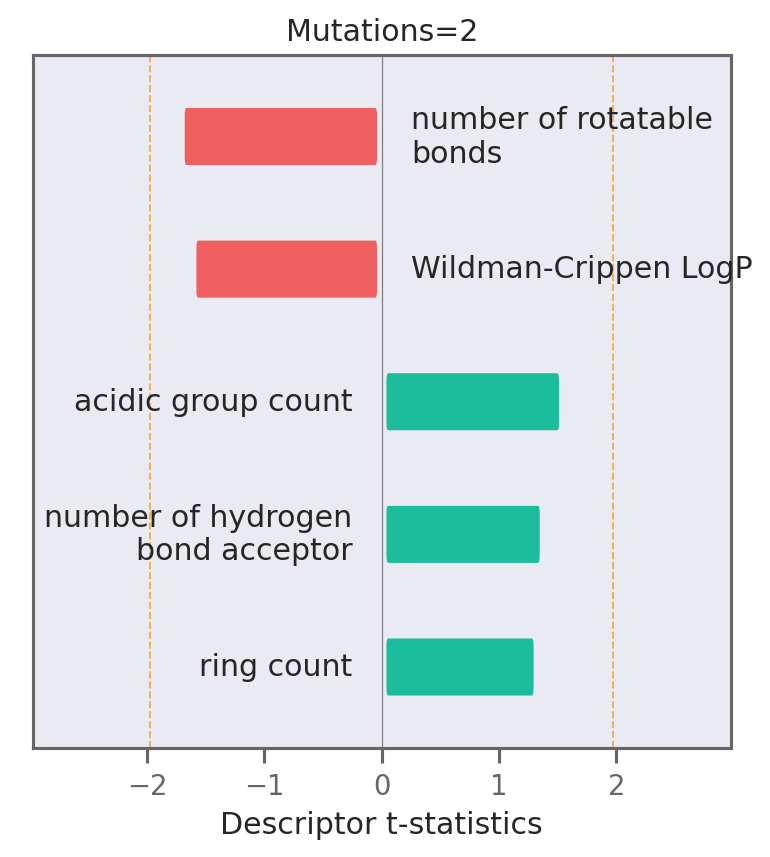 Mutations=2
number of rotatable
bonds
Wildman-Crippen LogP
acidic group count
number of hydrogen
bond acceptor
ring count
−2 −1 0 1 2
Descriptor t-statistics